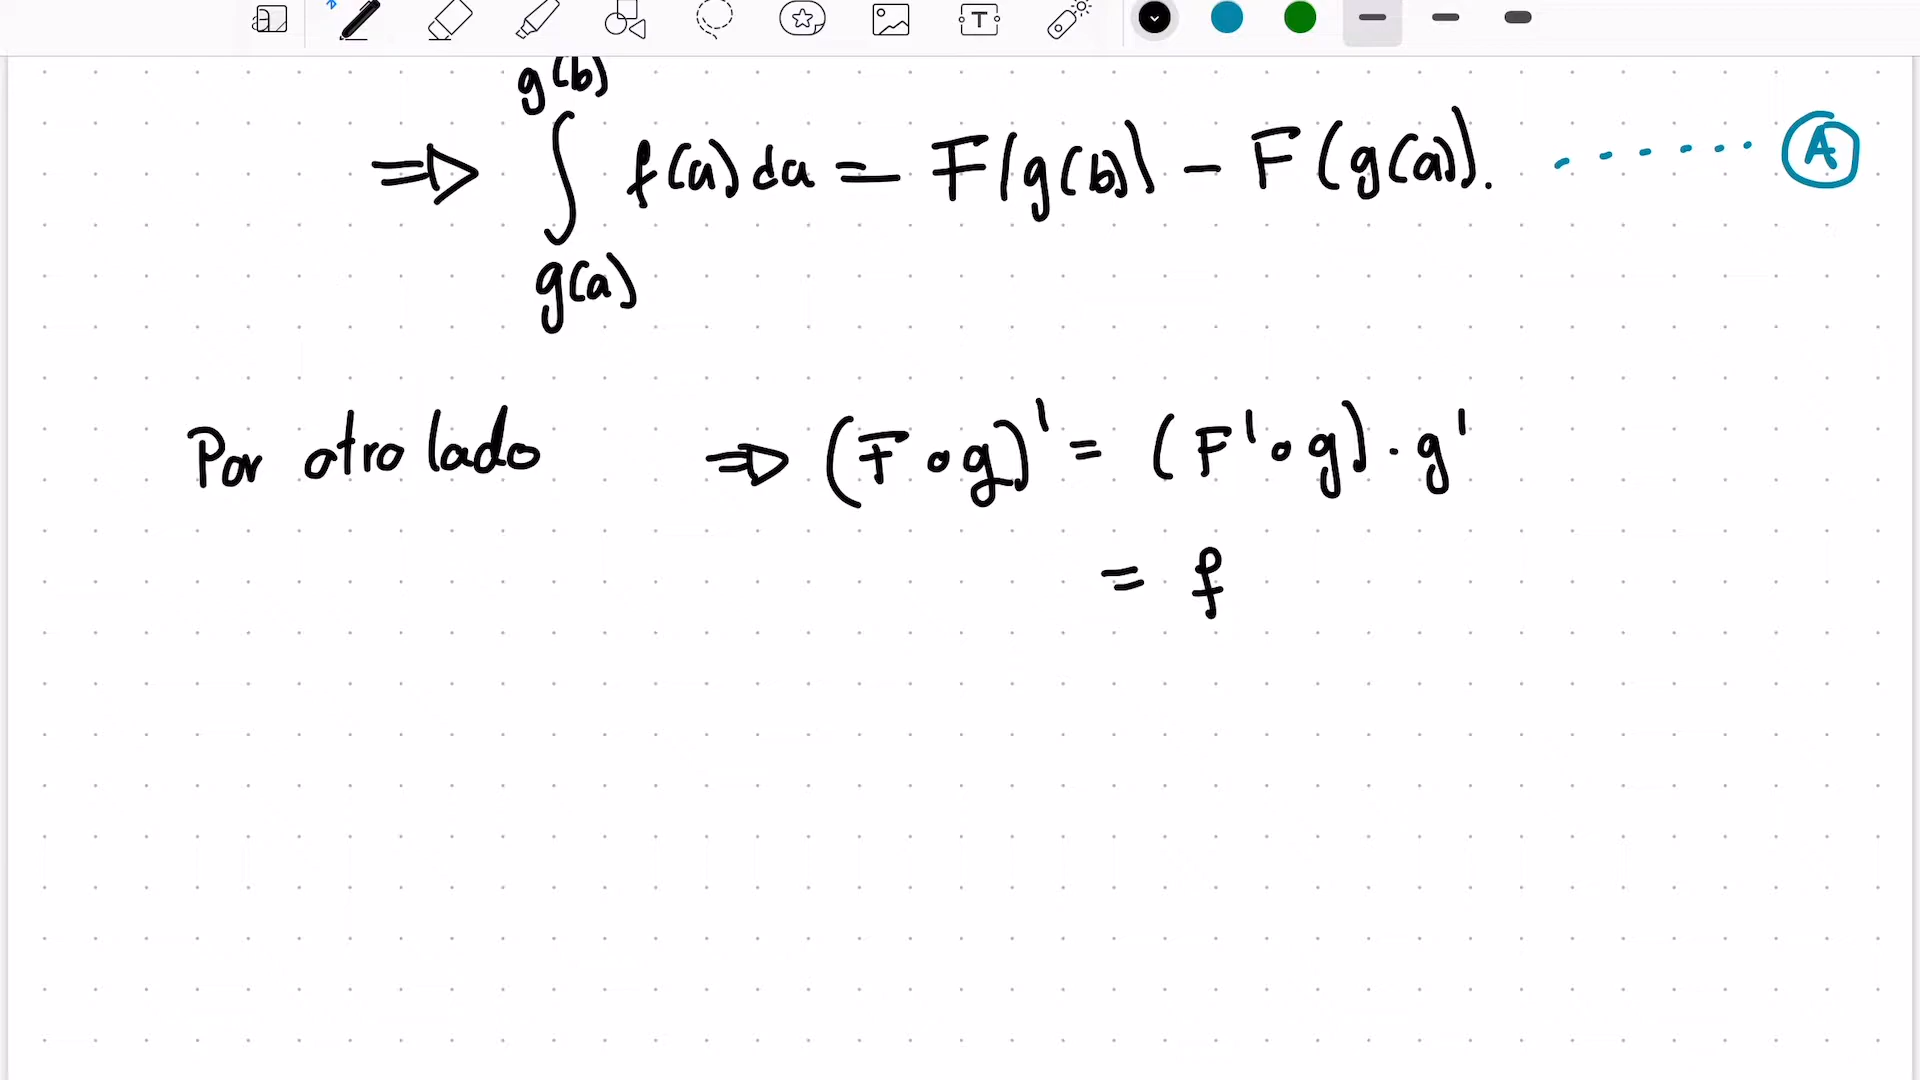 g(b)
⇒ ∫ f(u) du = F(g(b)) - F(g(a)). ....... A
g(a)
Por otro lado ⇒ (F∘g)' = (F'∘g)·g'
= f